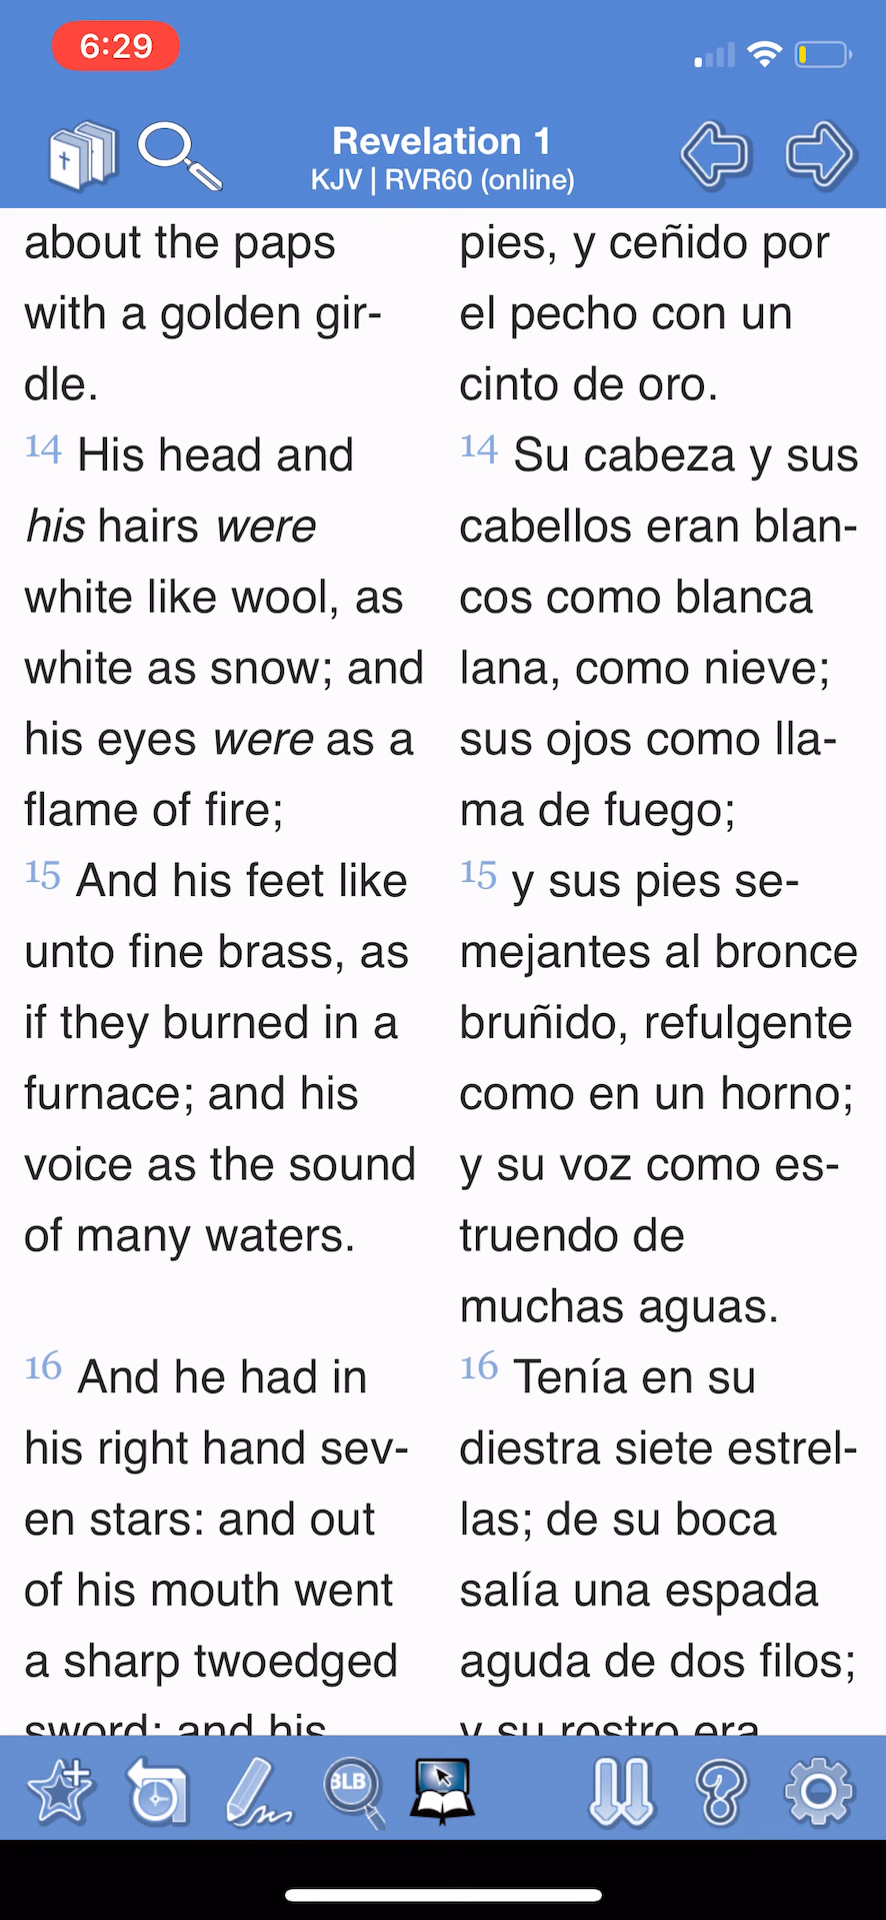 6:29
Revelation 1
KJV | RVR60 (online)
about the paps
with a golden gir-
dle.
14 His head and
his hairs were
white like wool, as
white as snow; and
his eyes were as a
flame of fire;
15 And his feet like
unto fine brass, as
if they burned in a
furnace; and his
voice as the sound
of many waters.
16 And he had in
his right hand sev-
en stars: and out
of his mouth went
a sharp twoedged
sword: and his
pies, y ceñido por
el pecho con un
cinto de oro.
14 Su cabeza y sus
cabellos eran blan-
cos como blanca
lana, como nieve;
sus ojos como lla-
ma de fuego;
15 y sus pies se-
mejantes al bronce
bruñido, refulgente
como en un horno;
y su voz como es-
truendo de
muchas aguas.
16 Tenía en su
diestra siete estrel-
las; de su boca
salía una espada
aguda de dos filos;
y su rostro era
BLB